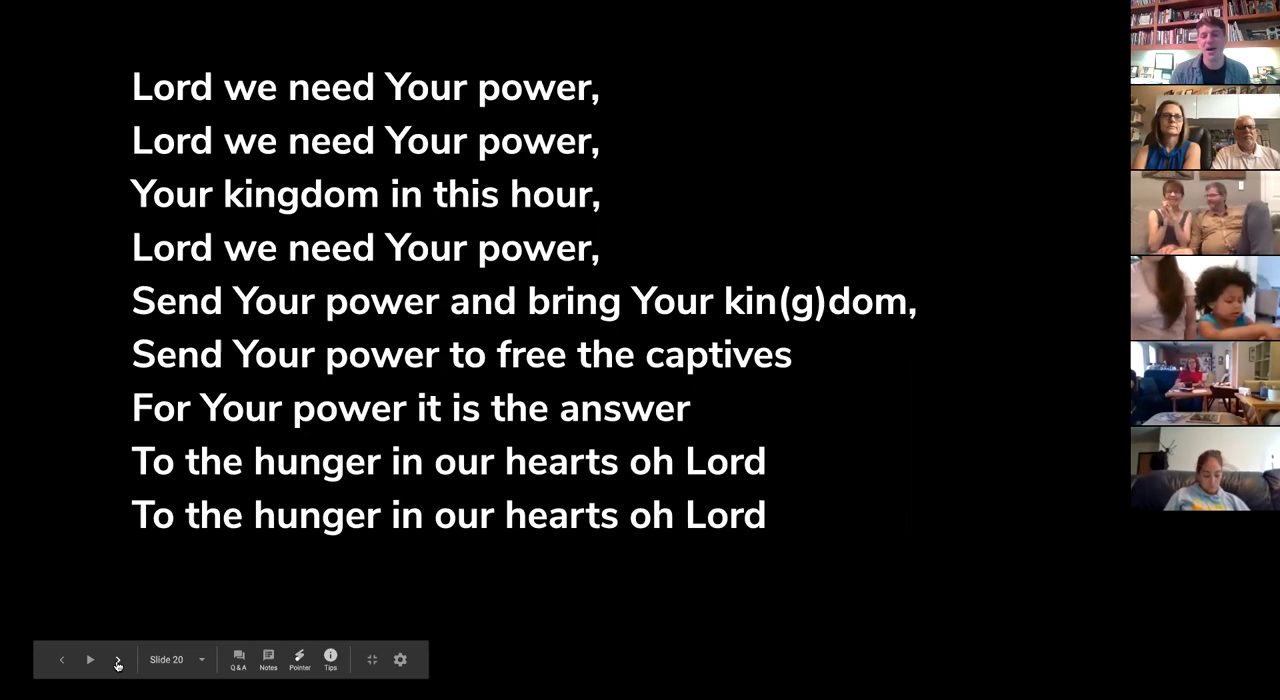 Lord we need Your power,
Lord we need Your power,
Your kingdom in this hour,
Lord we need Your power,
Send Your power and bring Your kin(g)dom,
Send Your power to free the captives
For Your power it is the answer
To the hunger in our hearts oh Lord
To the hunger in our hearts oh Lord
Slide 20
Q & A
Notes
Pointer
Tips